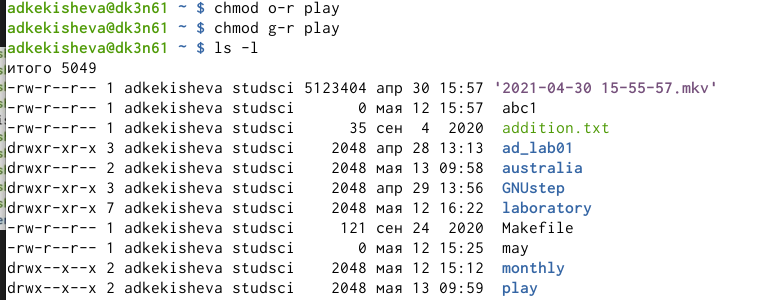 adkekisheva@dk3n61 ~ $ chmod o-r play
adkekisheva@dk3n61 ~ $ chmod g-r play
adkekisheva@dk3n61 ~ $ ls -l
итого 5049
-rw-r--r-- 1 adkekisheva studsci 5123404 апр 30 15:57 '2021-04-30 15-55-57.mkv'
-rw-r--r-- 1 adkekisheva studsci       0 мая 12 15:57  abc1
-rw-r--r-- 1 adkekisheva studsci      35 сен  4  2020  addition.txt
drwxr-xr-x 3 adkekisheva studsci    2048 апр 28 13:13  ad_lab01
drwxr--r-- 2 adkekisheva studsci    2048 мая 13 09:58  australia
drwxr-xr-x 3 adkekisheva studsci    2048 апр 29 13:56  GNUstep
drwxr-xr-x 7 adkekisheva studsci    2048 мая 12 16:22  laboratory
-rw-r--r-- 1 adkekisheva studsci     121 сен 24  2020  Makefile
-rw-r--r-- 1 adkekisheva studsci       0 мая 12 15:25  may
drwx--x--x 2 adkekisheva studsci    2048 мая 12 15:12  monthly
drwx--x--x 2 adkekisheva studsci    2048 мая 13 09:59  play